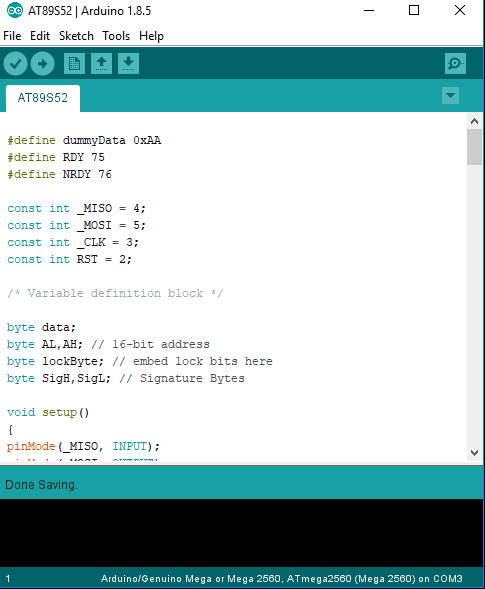 AT89S52 | Arduino 1.8.5
File Edit Sketch Tools Help
AT89S52
#define dummyData 0xAA
#define RDY 75
#define NRDY 76
const int _MISO = 4;
const int _MOSI = 5;
const int _CLK = 3;
const int RST = 2;
/* Variable definition block */
byte data;
byte AL,AH; // 16-bit address
byte lockByte; // embed lock bits here
byte SigH,SigL; // Signature Bytes
void setup()
{
pinMode(_MISO, INPUT);
Done Saving.
1 Arduino/Genuino Mega or Mega 2560, ATmega2560 (Mega 2560) on COM3